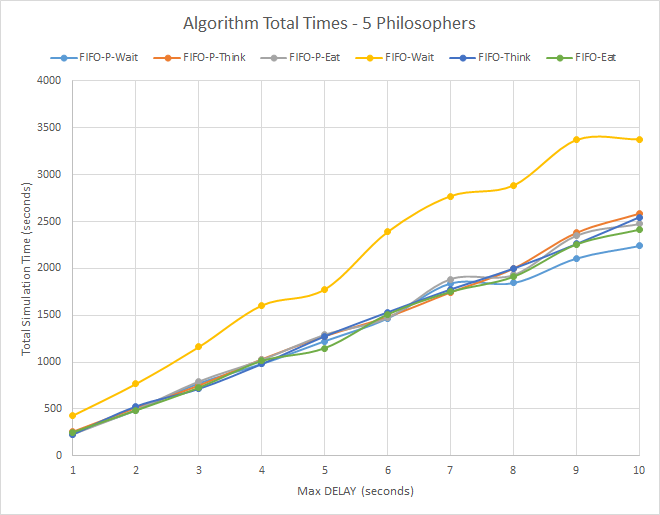 Algorithm Total Times - 5 Philosophers
FIFO-P-Wait FIFO-P-Think FIFO-P-Eat FIFO-Wait FIFO-Think FIFO-Eat
4000
3500
3000
2500
2000
1500
1000
500
0
Total Simulation Time (seconds)
1 2 3 4 5 6 7 8 9 10
Max DELAY (seconds)